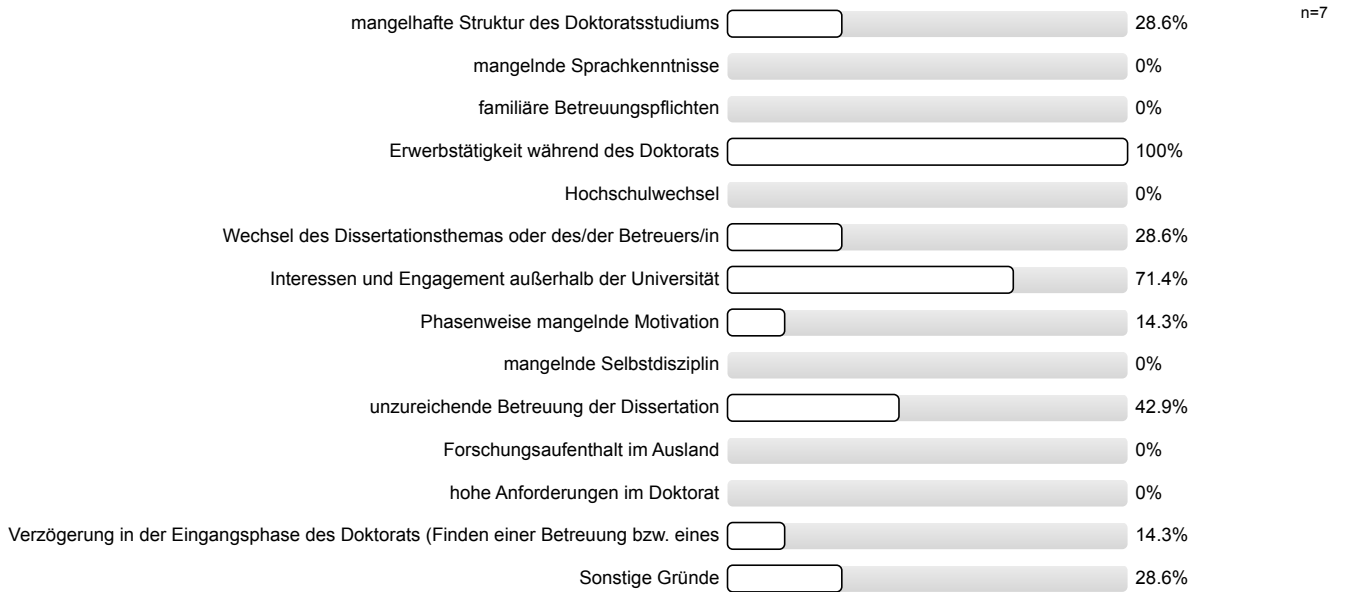 n=7
mangelhafte Struktur des Doktoratsstudiums 28.6%
mangelnde Sprachkenntnisse 0%
familiäre Betreuungspflichten 0%
Erwerbstätigkeit während des Doktorats 100%
Hochschulwechsel 0%
Wechsel des Dissertationsthemas oder des/der Betreuers/in 28.6%
Interessen und Engagement außerhalb der Universität 71.4%
Phasenweise mangelnde Motivation 14.3%
mangelnde Selbstdisziplin 0%
unzureichende Betreuung der Dissertation 42.9%
Forschungsaufenthalt im Ausland 0%
hohe Anforderungen im Doktorat 0%
Verzögerung in der Eingangsphase des Doktorats (Finden einer Betreuung bzw. eines 14.3%
Sonstige Gründe 28.6%